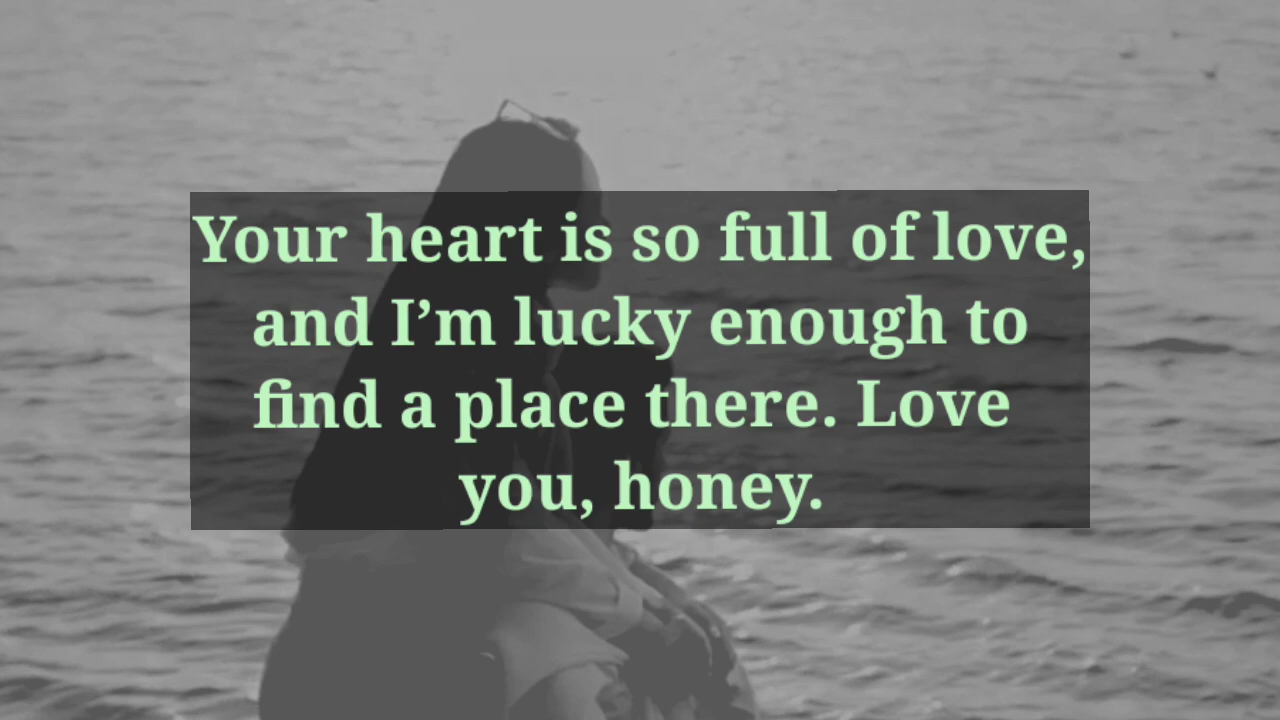 Your heart is so full of love,
and I’m lucky enough to
find a place there. Love
you, honey.